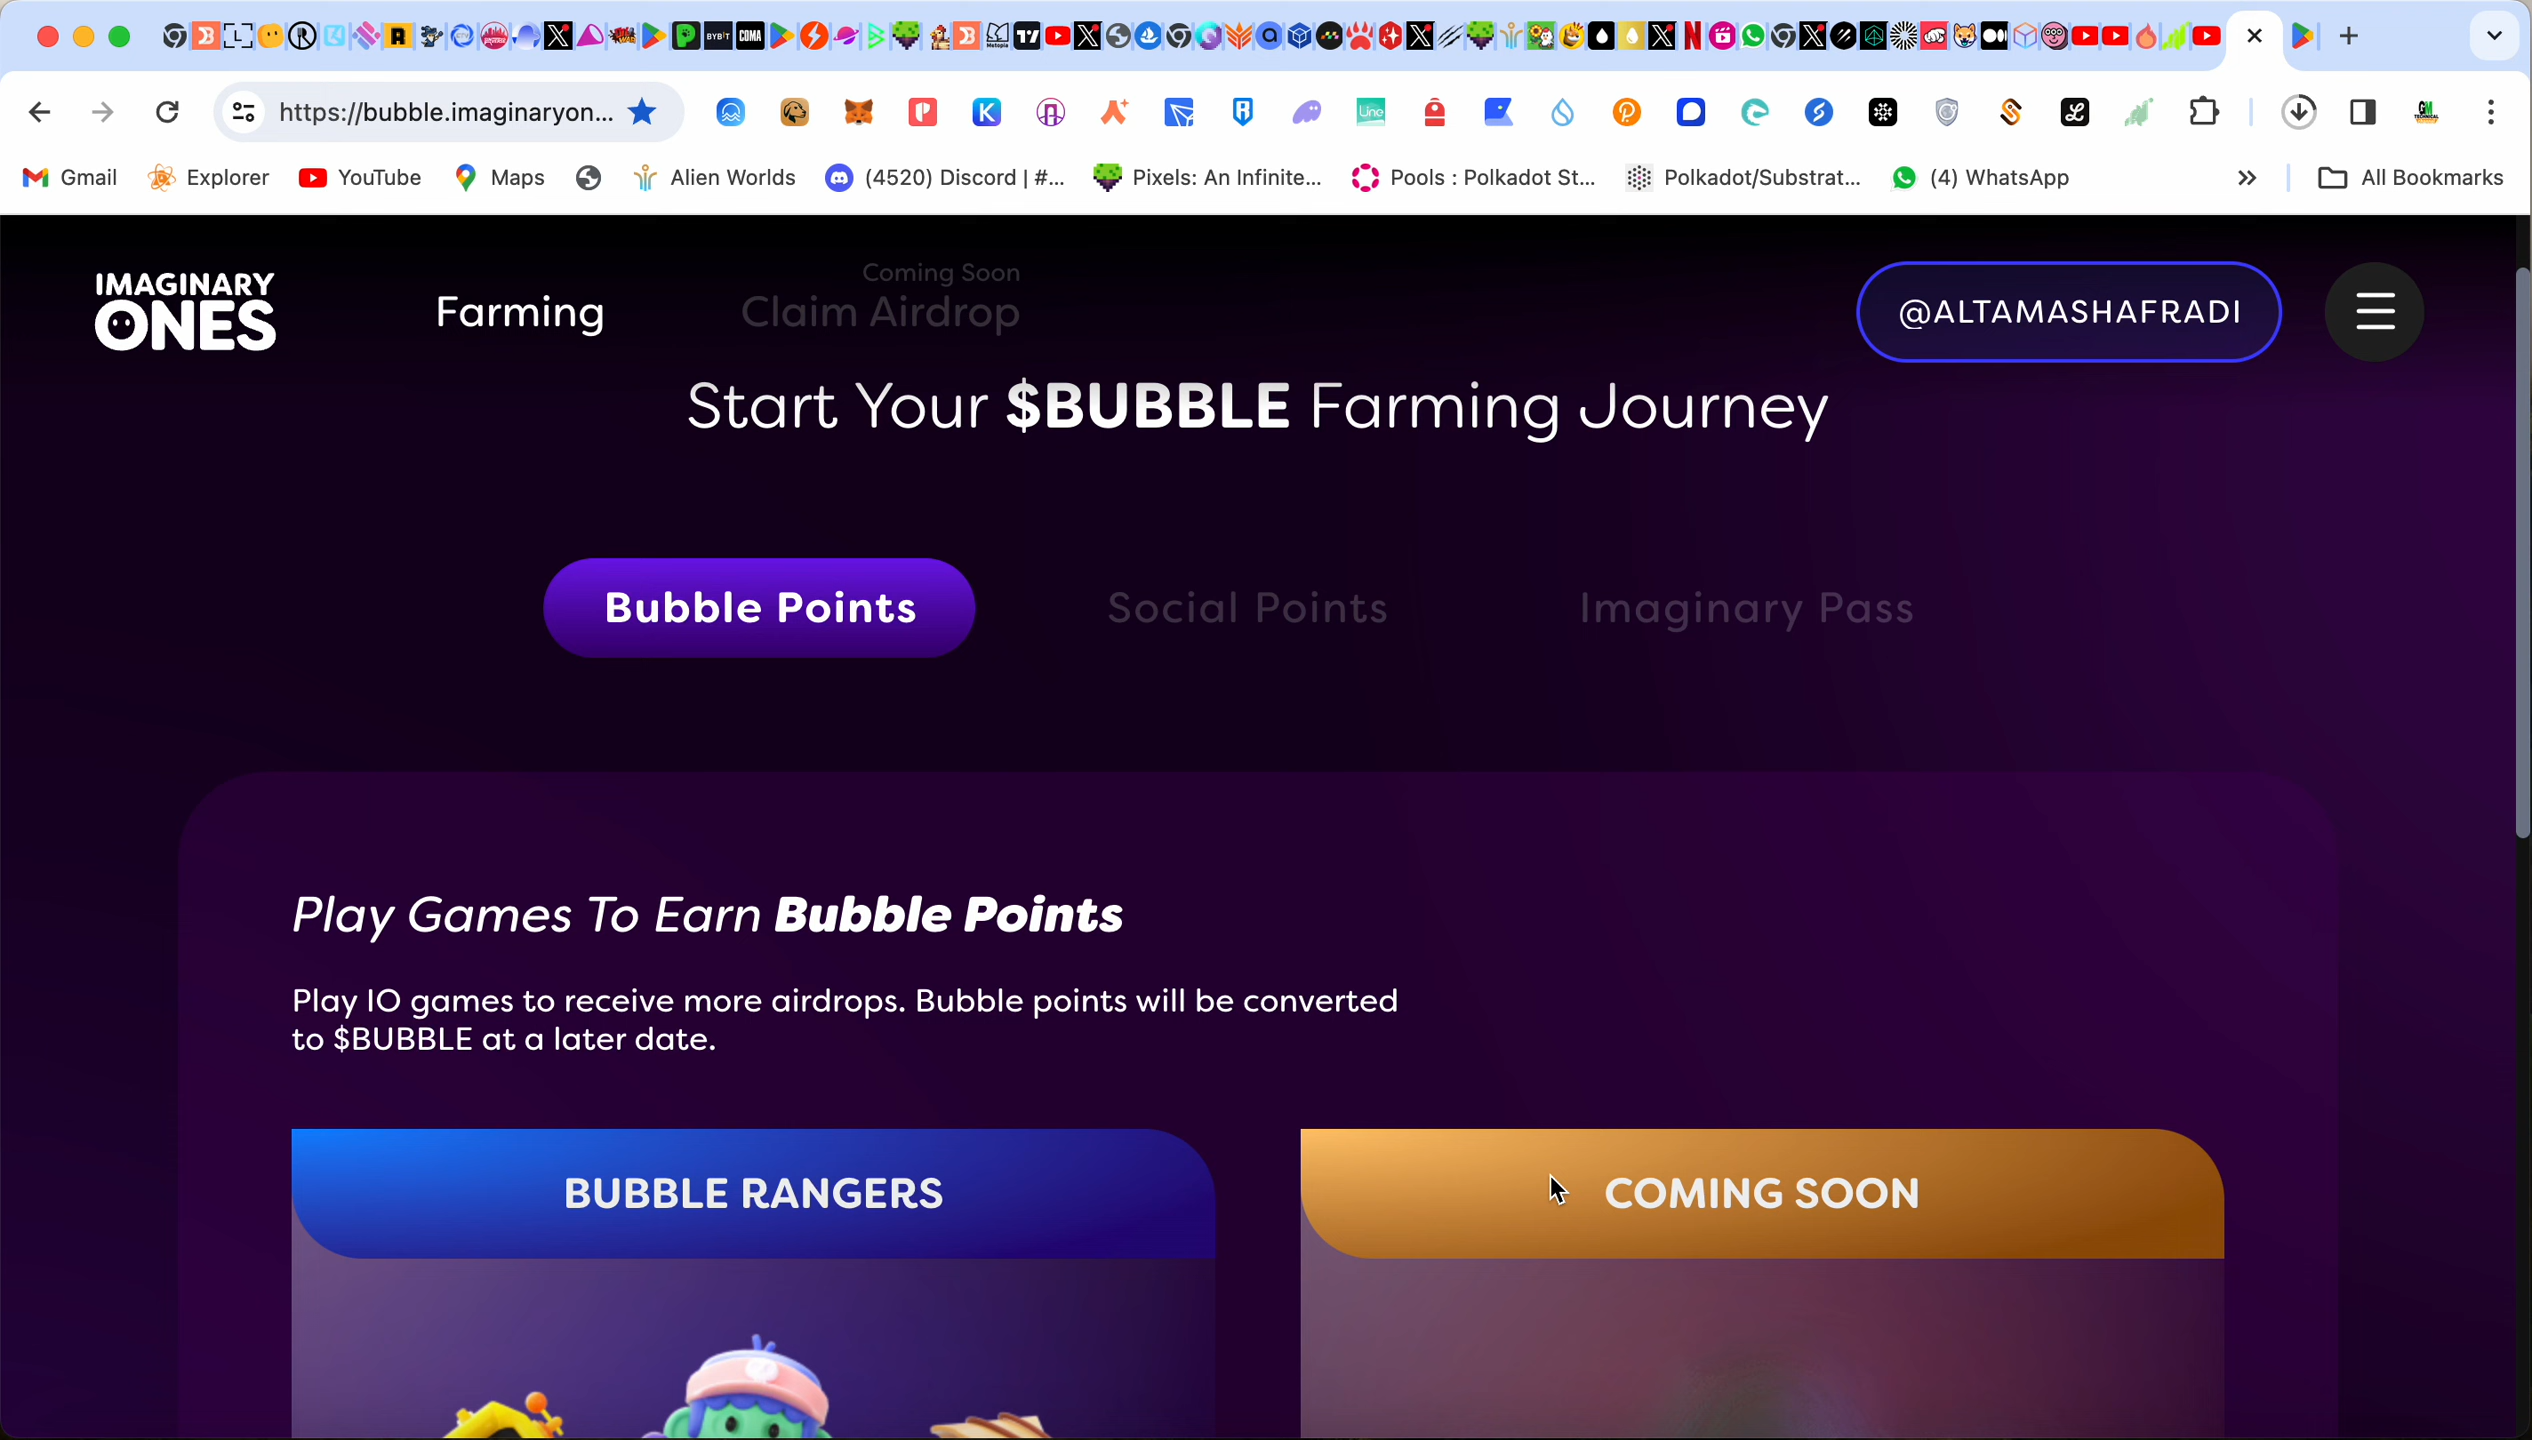 https://bubble.imaginaryon...
Gmail
Explorer
YouTube
Maps
Alien Worlds
(4520) Discord | #...
Pixels: An Infinite...
Pools : Polkadot St...
Polkadot/Substrat...
(4) WhatsApp
All Bookmarks
IMAGINARY
ONES
Farming
Coming Soon
Claim Airdrop
@ALTAMASHAFRADI
Start Your $BUBBLE Farming Journey
Bubble Points
Social Points
Imaginary Pass
Play Games To Earn Bubble Points
Play IO games to receive more airdrops. Bubble points will be converted
to $BUBBLE at a later date.
BUBBLE RANGERS
COMING SOON